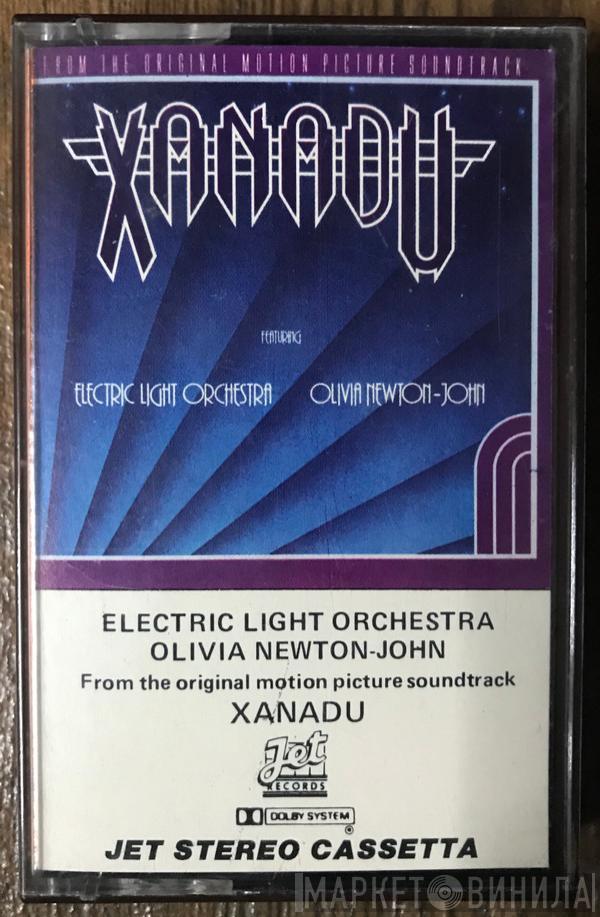 FROM THE ORIGINAL MOTION PICTURE SOUNDTRACK
XANADU
FEATURING
ELECTRIC LIGHT ORCHESTRA OLIVIA NEWTON-JOHN
ELECTRIC LIGHT ORCHESTRA
OLIVIA NEWTON-JOHN
From the original motion picture soundtrack
XANADU
Jet
RECORDS
DOLBY SYSTEM
®
JET STEREO CASSETTA
МАРКЕТ ВИНИЛА